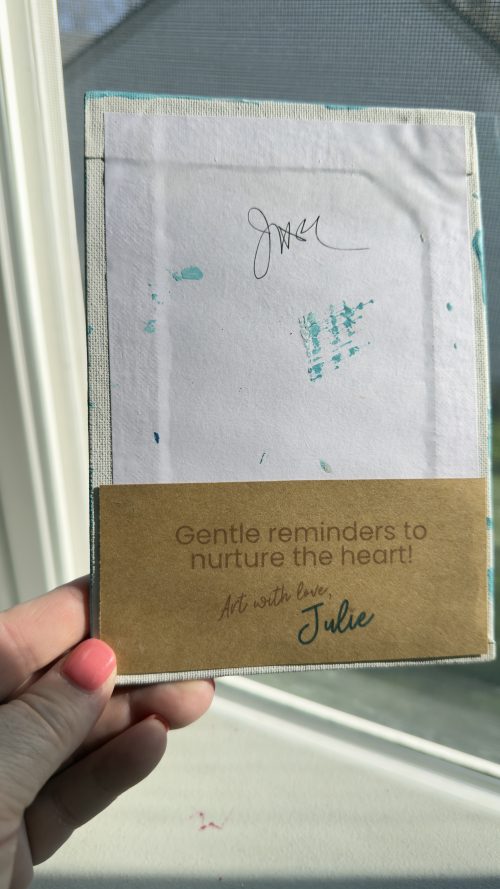 Gentle reminders to
nurture the heart!
Art with love,
Julie